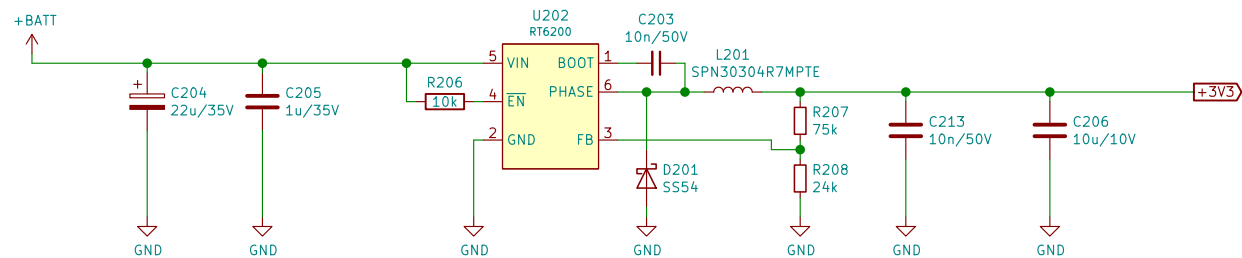 +BATT
U202
RT6200
C203
10n/50V
L201
SPN30304R7MPTE
5
VIN
BOOT
1
R206
10k
4
EN
PHASE
6
+3V3
+
C204
22u/35V
C205
1u/35V
2
GND
FB
3
R207
75k
C213
10n/50V
C206
10u/10V
D201
SS54
R208
24k
GND
GND
GND
GND
GND
GND
GND